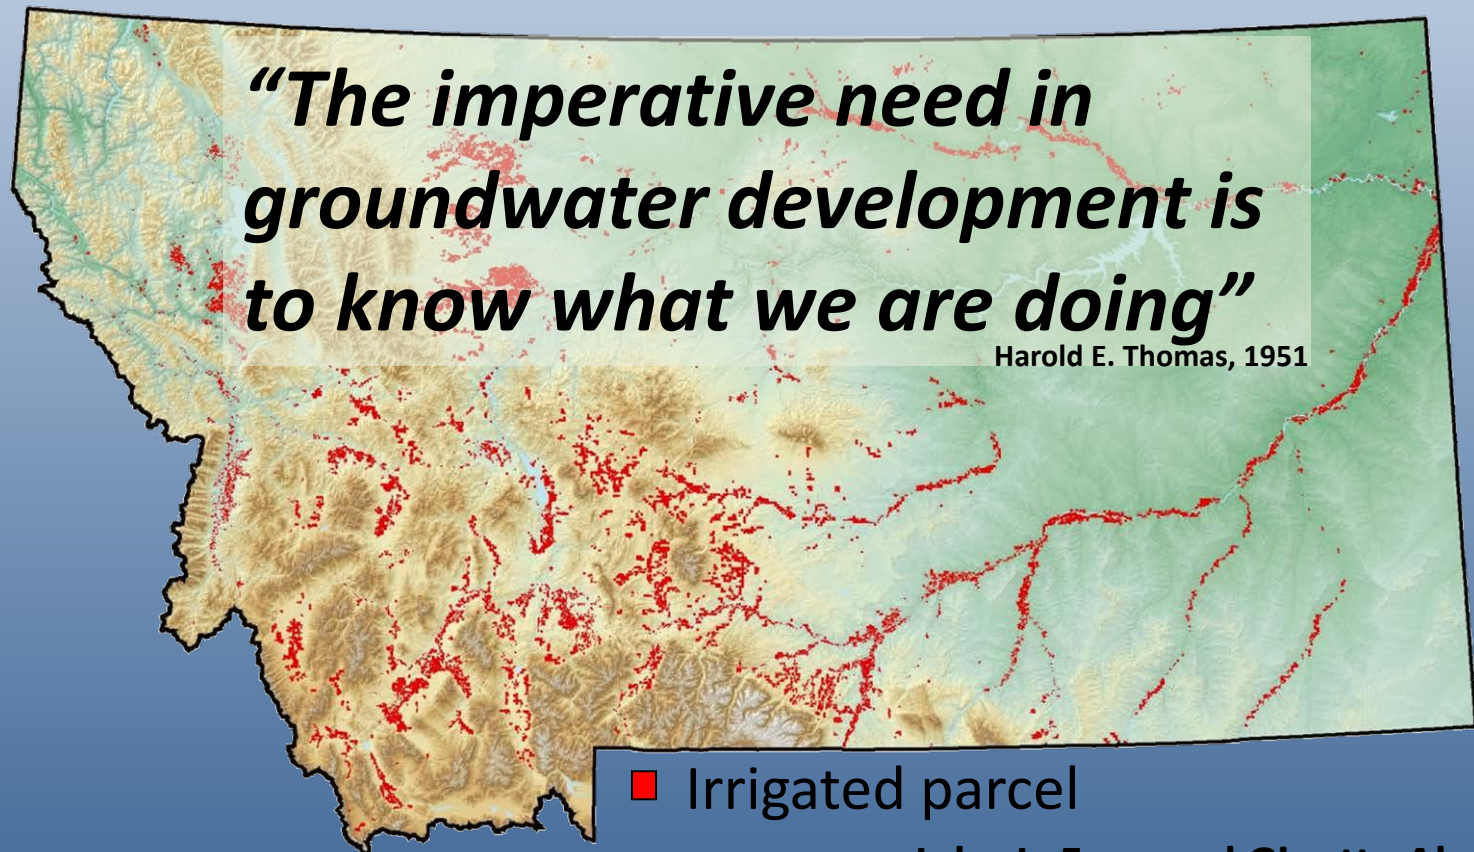 “The imperative need in
groundwater development is
to know what we are doing”
Harold E. Thomas, 1951
Irrigated parcel